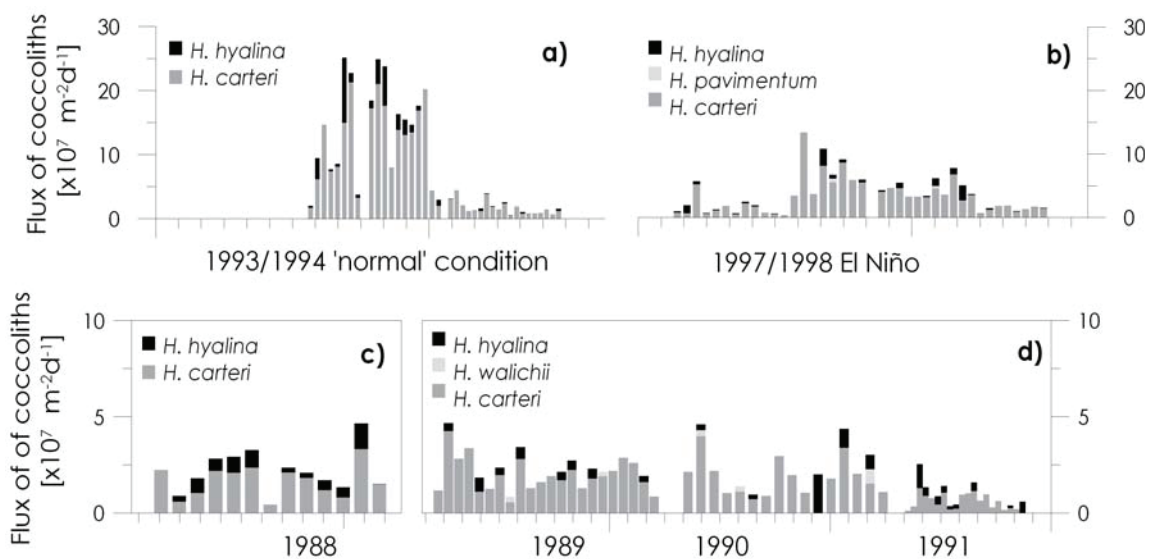 Flux of coccoliths
[x10⁷ m⁻²d⁻¹]
30
20
10
0
H. hyalina
H. carteri
a)
1993/1994 'normal' condition
H. hyalina
H. pavimentum
H. carteri
b)
30
20
10
0
1997/1998 El Niño
Flux of of coccoliths
[x10⁷ m⁻²d⁻¹]
10
5
0
H. hyalina
H. carteri
c)
1988
H. hyalina
H. walichii
H. carteri
d)
10
5
0
1989
1990
1991